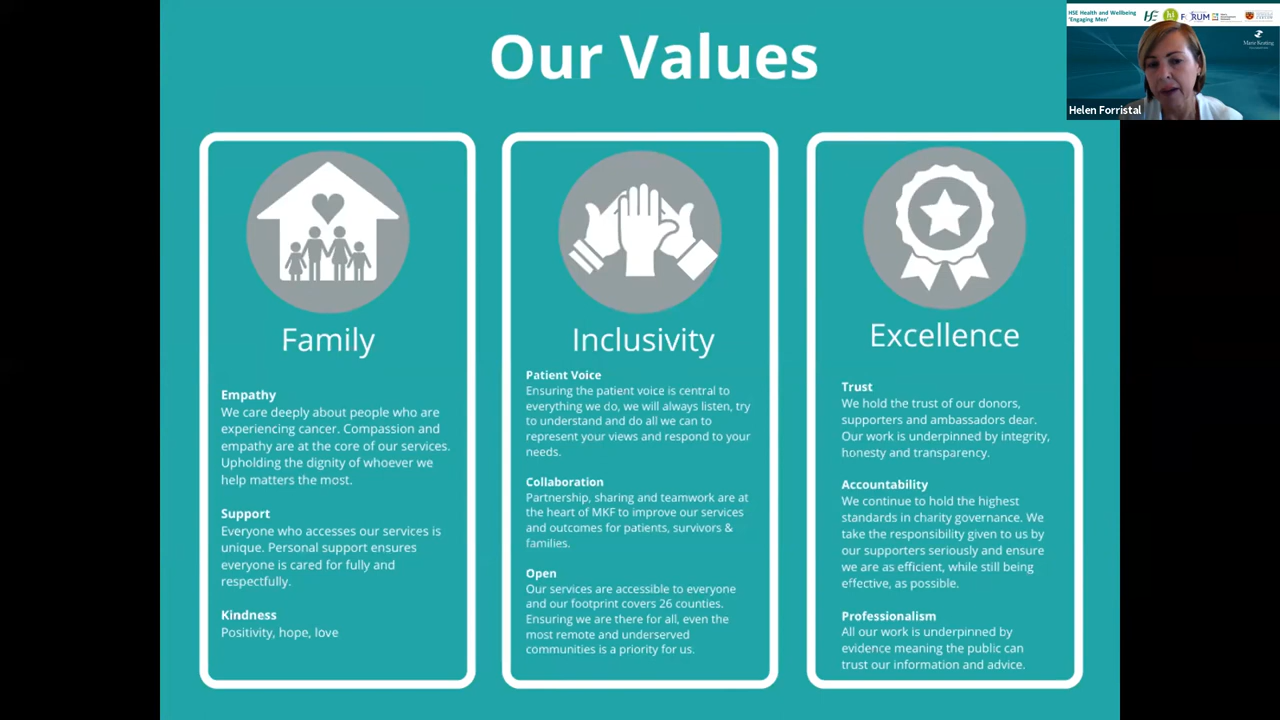 Our Values
HSE Health and Wellbeing
'Engaging Men'
FORUM
Marie Keating
Helen Forristal
Family
Empathy
We care deeply about people who are
experiencing cancer. Compassion and
empathy are at the core of our services.
Upholding the dignity of whoever we
help matters the most.
Support
Everyone who accesses our services is
unique. Personal support ensures
everyone is cared for fully and
respectfully.
Kindness
Positivity, hope, love
Inclusivity
Patient Voice
Ensuring the patient voice is central to
everything we do, we will always listen, try
to understand and do all we can to
represent your views and respond to your
needs.
Collaboration
Partnership, sharing and teamwork are at
the heart of MKF to improve our services
and outcomes for patients, survivors &
families.
Open
Our services are accessible to everyone
and our footprint covers 26 counties.
Ensuring we are there for all, even the
most remote and underserved
communities is a priority for us.
Excellence
Trust
We hold the trust of our donors,
supporters and ambassadors dear.
Our work is underpinned by integrity,
honesty and transparency.
Accountability
We continue to hold the highest
standards in charity governance. We
take the responsibility given to us by
our supporters seriously and ensure
we are as efficient, while still being
effective, as possible.
Professionalism
All our work is underpinned by
evidence meaning the public can
trust our information and advice.